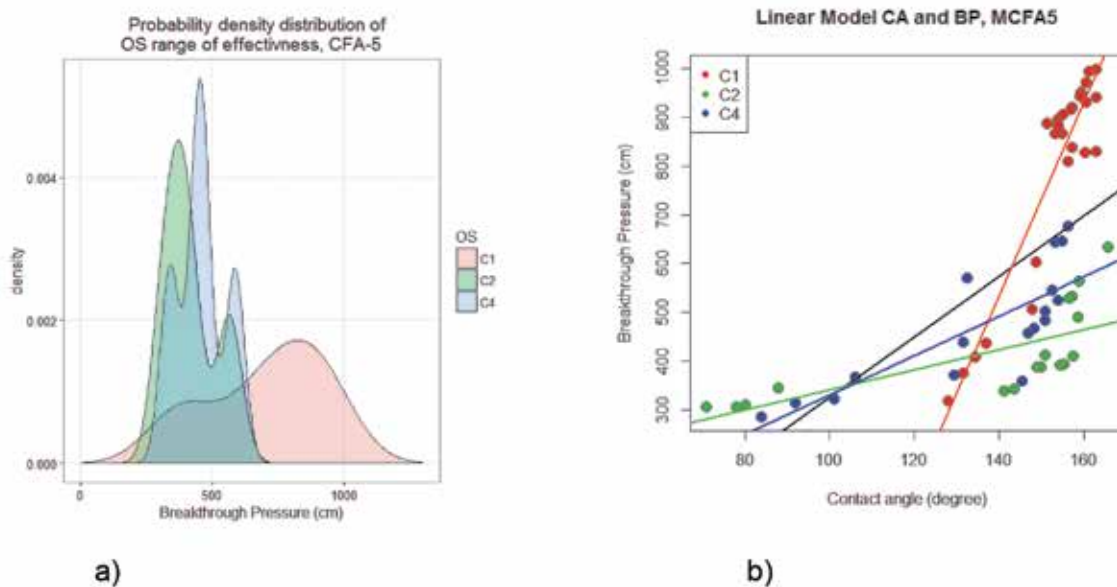 Probability density distribution of
OS range of effectivness, CFA-5
density
0.004
0.002
0.000
0
500
1000
Breakthrough Pressure (cm)
OS
C1
C2
C4
a)
Linear Model CA and BP, MCFA5
C1
C2
C4
Breakthrough Pressure (cm)
1000
900
800
700
600
500
400
300
80
100
120
140
160
Contact angle (degree)
b)